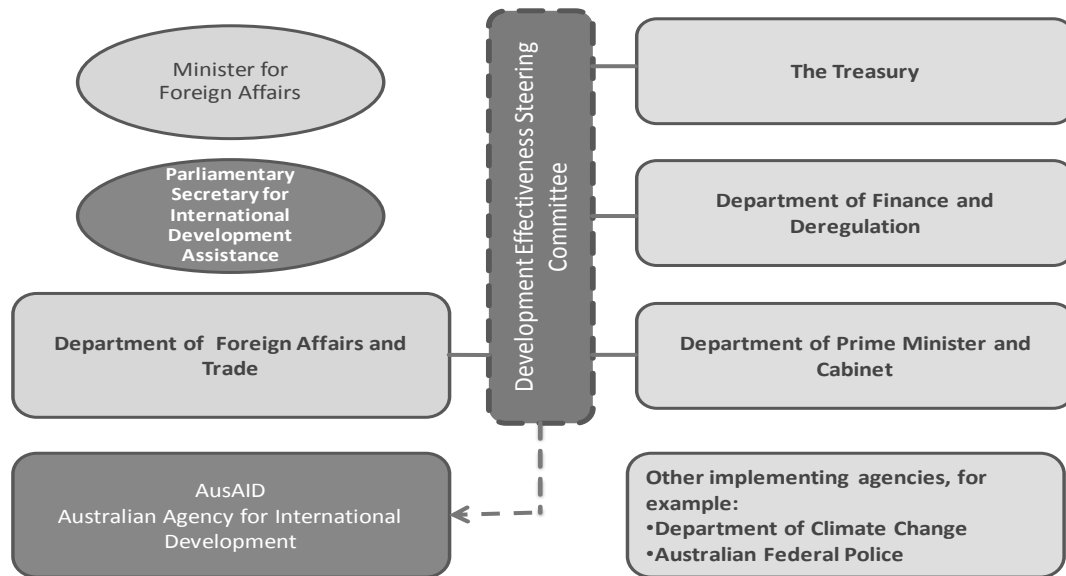 Minister for
Foreign Affairs
Parliamentary
Secretary for
International
Development
Assistance
Department of Foreign Affairs and
Trade
AusAID
Australian Agency for International
Development
Development Effectiveness Steering
Committee
The Treasury
Department of Finance and
Deregulation
Department of Prime Minister and
Cabinet
Other implementing agencies, for
example:
•Department of Climate Change
•Australian Federal Police